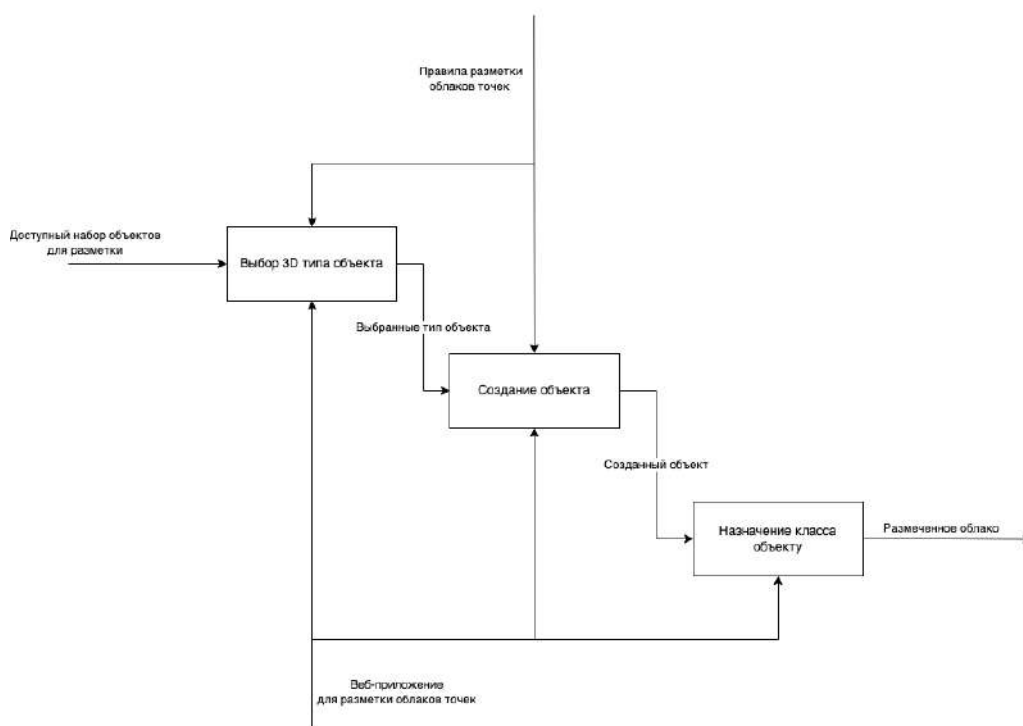 Правила разметки
облаков точек
Доступный набор объектов
для разметки
Выбор 3D типа объекта
Выбранные тип объекта
Создание объекта
Созданный объект
Назначение класса
объекту
Размеченное облако
Веб-приложение
для разметки облаков точек